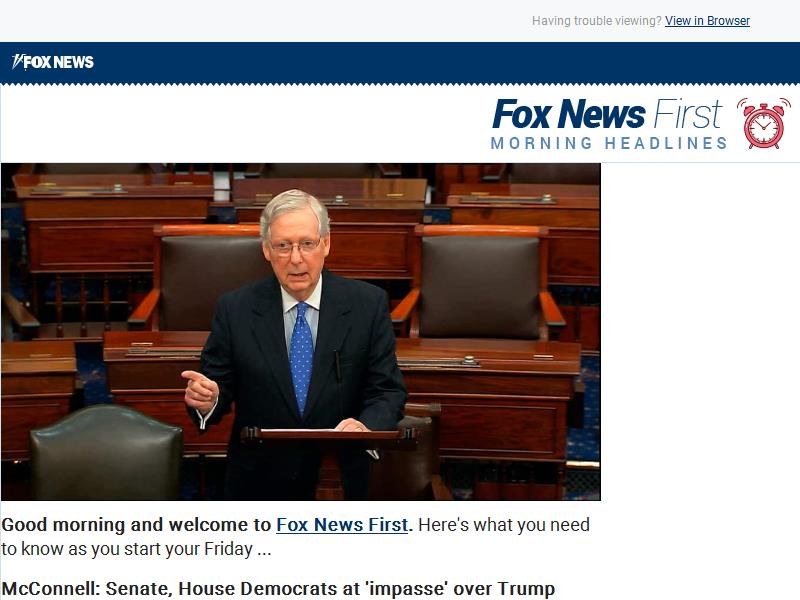 Having trouble viewing? View in Browser
FOX NEWS
Fox News First
MORNING HEADLINES
Good morning and welcome to Fox News First. Here's what you need
to know as you start your Friday ...
McConnell: Senate, House Democrats at 'impasse' over Trump